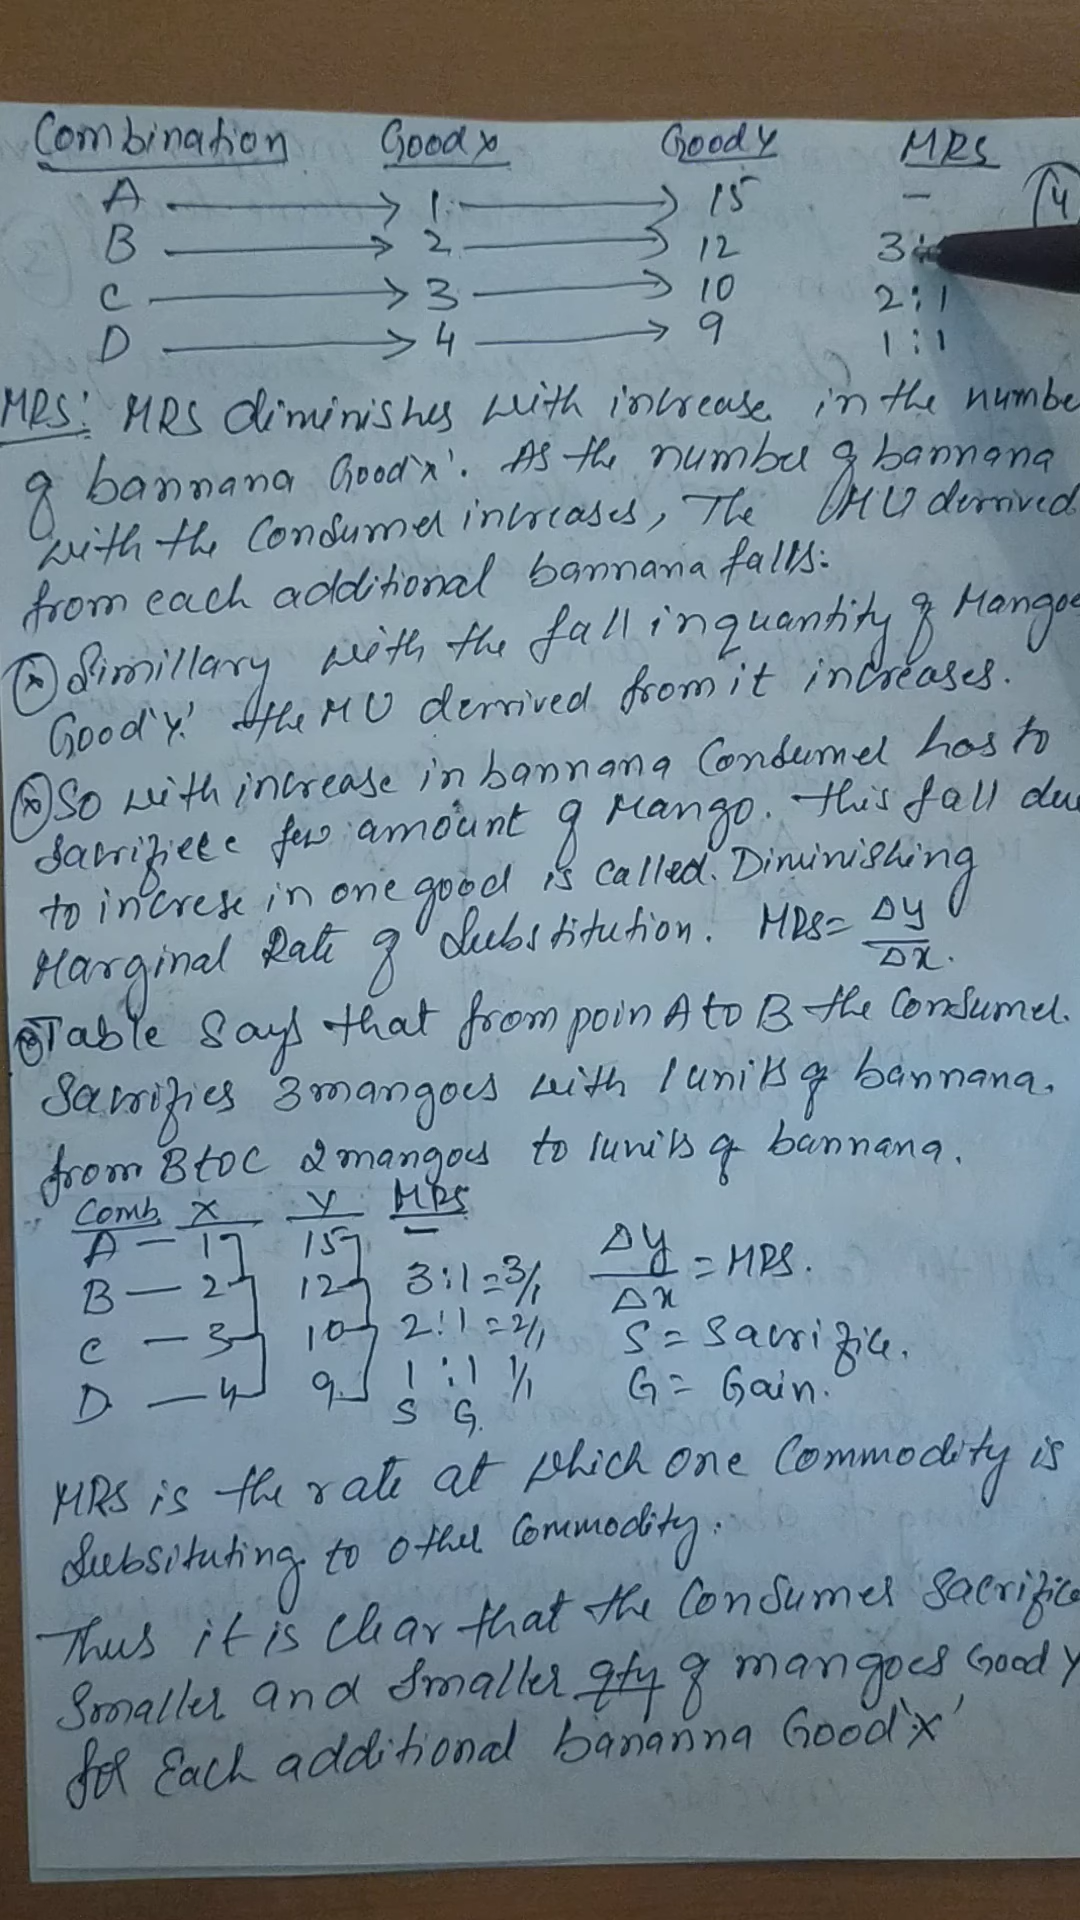 Combination Good x Good y MRS
A → 1 → 15 –
4
B → 2 → 12 3:
C → 3 → 10 2:1
D → 4 → 9 1:1
MRS: MRS diminishes with increase in the numbe
of bannana Good 'x'. As the number of bannana
with the Consumer increases, The MU derrived
from each additional bannana falls:
Simillary with the fall in quantity of Mangoe
Good 'Y' the MU derrived from it increases.
So with increase in bannana Consumer has to
Sacrifiece few amount of Mango. this fall due
to increse in one good is called. Diminishing
Marginal Rate of Substitution. MRS = Δy/Δx.
Table Says that from poin A to B the Consumer.
Sacrifies 3 mangoes with 1 units of bannana.
from B to C 2 mangoes to 1 units of bannana.
Comb X Y MRS
A – 1 15 –
B – 2 12 3:1 = 3/1 Δy/Δx = MRS.
C – 3 10 2:1 = 2/1 S = Sacrifice.
D – 4 9 1:1 1/1 G = Gain.
S G.
MRS is the rate at which one Commodity is
Subsituting to other Commodity.
Thus it is Clear that the Consumer Sacrifice
Smaller and Smaller qty of mangoes Good Y
for Each additional bananna Good 'x'